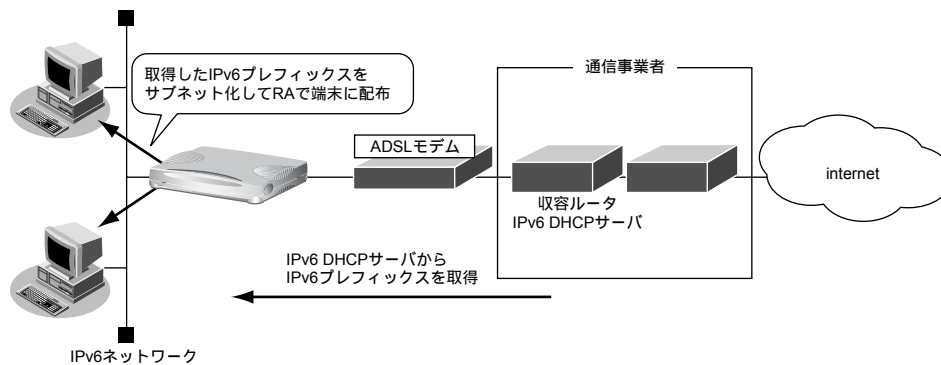 通信事業者
取得したIPv6プレフィックスを
サブネット化してRAで端末に配布
ADSLモデム
internet
収容ルータ
IPv6 DHCPサーバ
IPv6 DHCPサーバから
IPv6プレフィックスを取得
IPv6ネットワーク